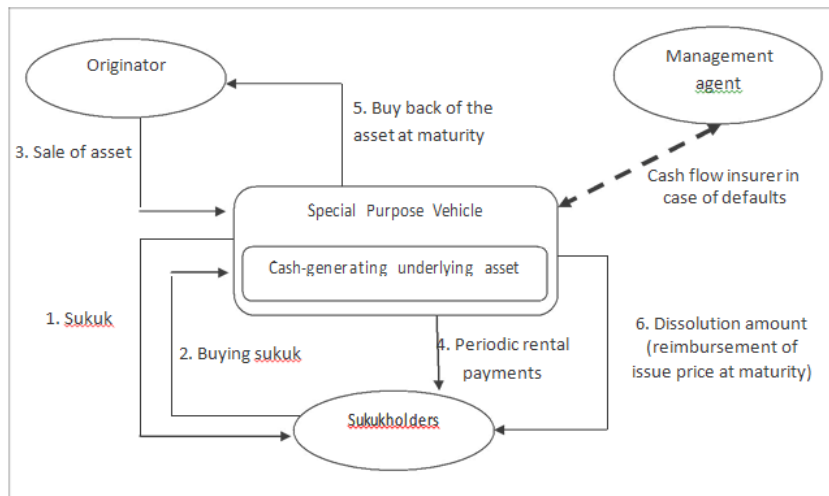 Originator
Management
agent
5. Buy back of the
asset at maturity
3. Sale of asset
Cash flow insurer in
case of defaults
Special Purpose Vehicle
Cash-generating underlying asset
1. Sukuk
2. Buying sukuk
4. Periodic rental
payments
6. Dissolution amount
(reimbursement of
issue price at maturity)
Sukukholders